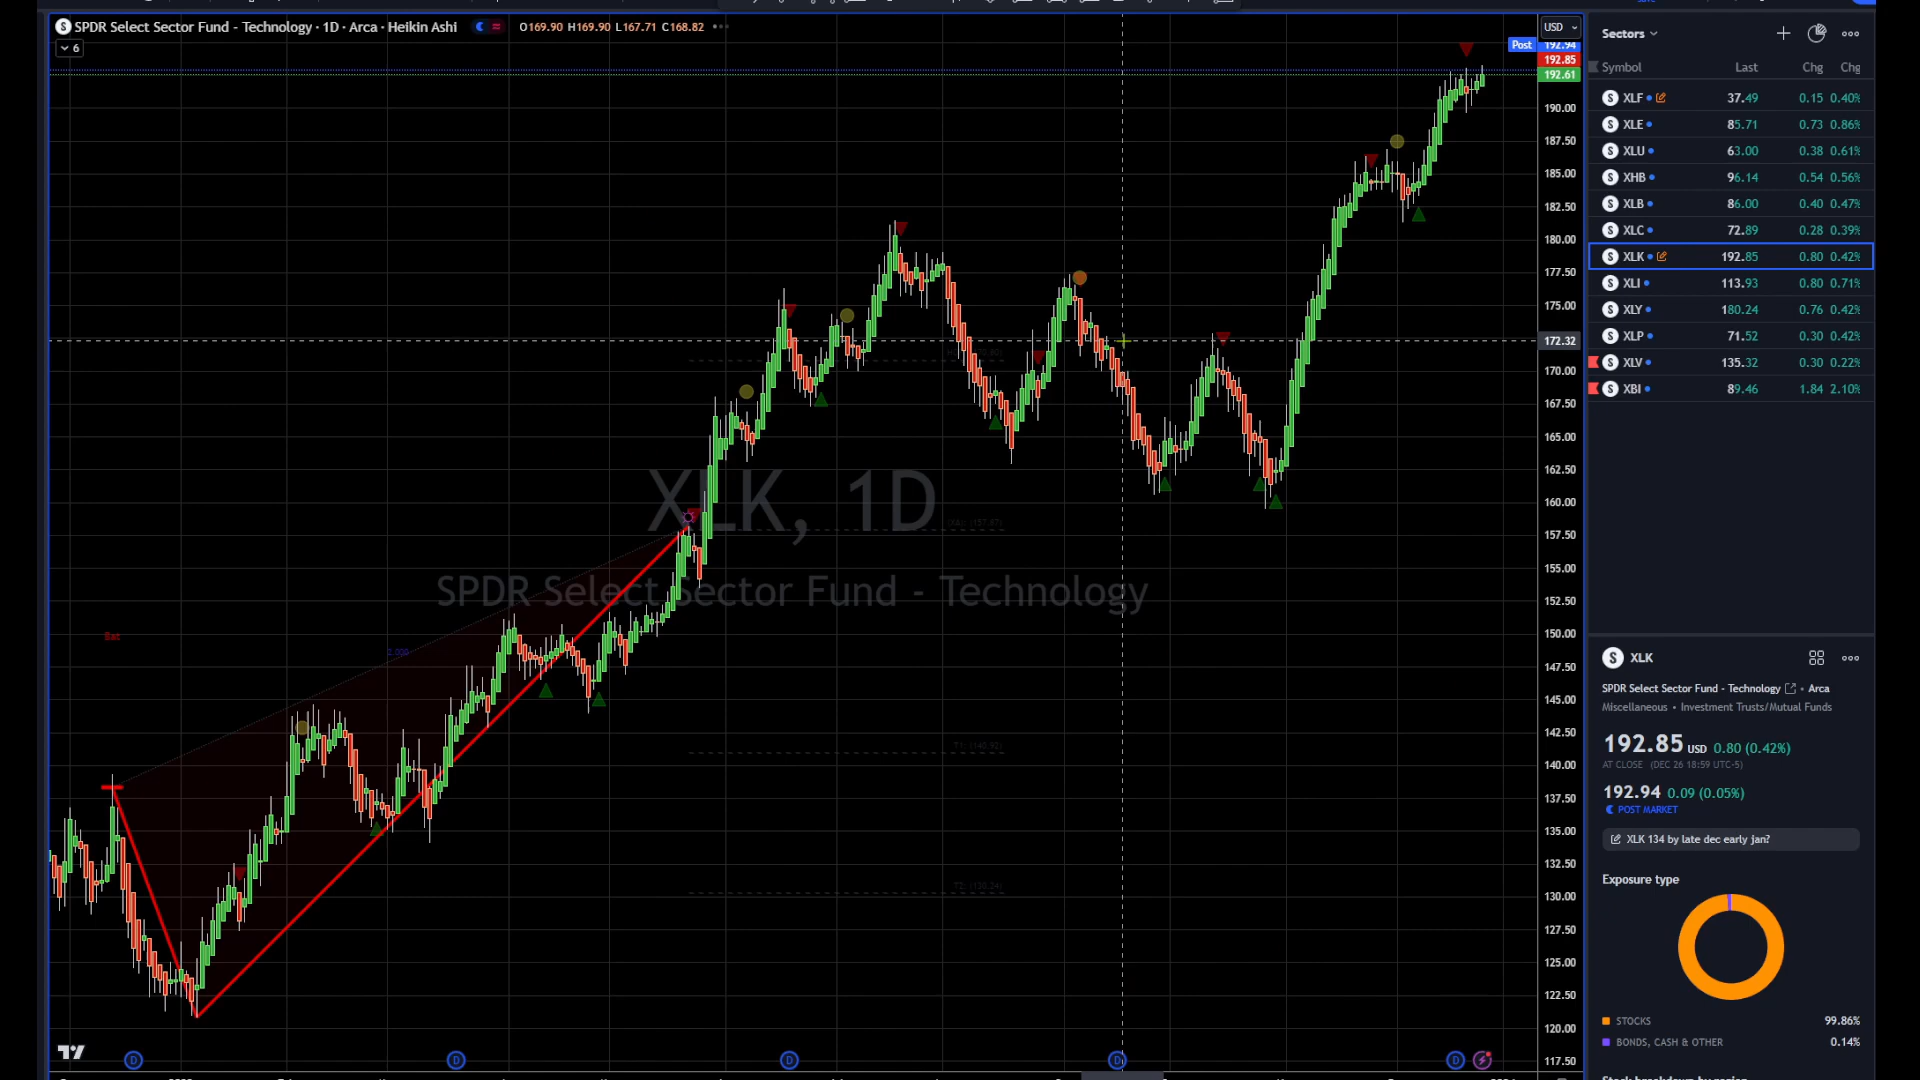 SPDR Select Sector Fund - Technology · 1D · Arca · Heikin Ashi O169.90 H169.90 L167.71 C168.82
6
USD
Post 192.94
192.85
192.61
190.00
187.50
185.00
182.50
180.00
177.50
175.00
172.32
170.00
167.50
165.00
162.50
160.00
157.50
155.00
152.50
150.00
147.50
145.00
142.50
140.00
137.50
135.00
132.50
130.00
127.50
125.00
122.50
120.00
117.50
XLK, 1D
SPDR Select Sector Fund - Technology
Bat
T1: (140.92)
T2: (130.24)
D
D
D
D
D
Sectors
Symbol Last Chg Chg
XLF 37.49 0.15 0.40%
XLE 85.71 0.73 0.86%
XLU 63.00 0.38 0.61%
XHB 96.14 0.54 0.56%
XLB 86.00 0.40 0.47%
XLC 72.89 0.28 0.39%
XLK 192.85 0.80 0.42%
XLI 113.93 0.80 0.71%
XLY 180.24 0.76 0.42%
XLP 71.52 0.30 0.42%
XLV 135.32 0.30 0.22%
XBI 89.46 1.84 2.10%
XLK
SPDR Select Sector Fund - Technology • Arca
Miscellaneous • Investment Trusts/Mutual Funds
192.85 USD 0.80 (0.42%)
AT CLOSE (DEC 26 18:59 UTC-5)
192.94 0.09 (0.05%)
POST MARKET
XLK 134 by late dec early jan?
Exposure type
STOCKS 99.86%
BONDS, CASH & OTHER 0.14%